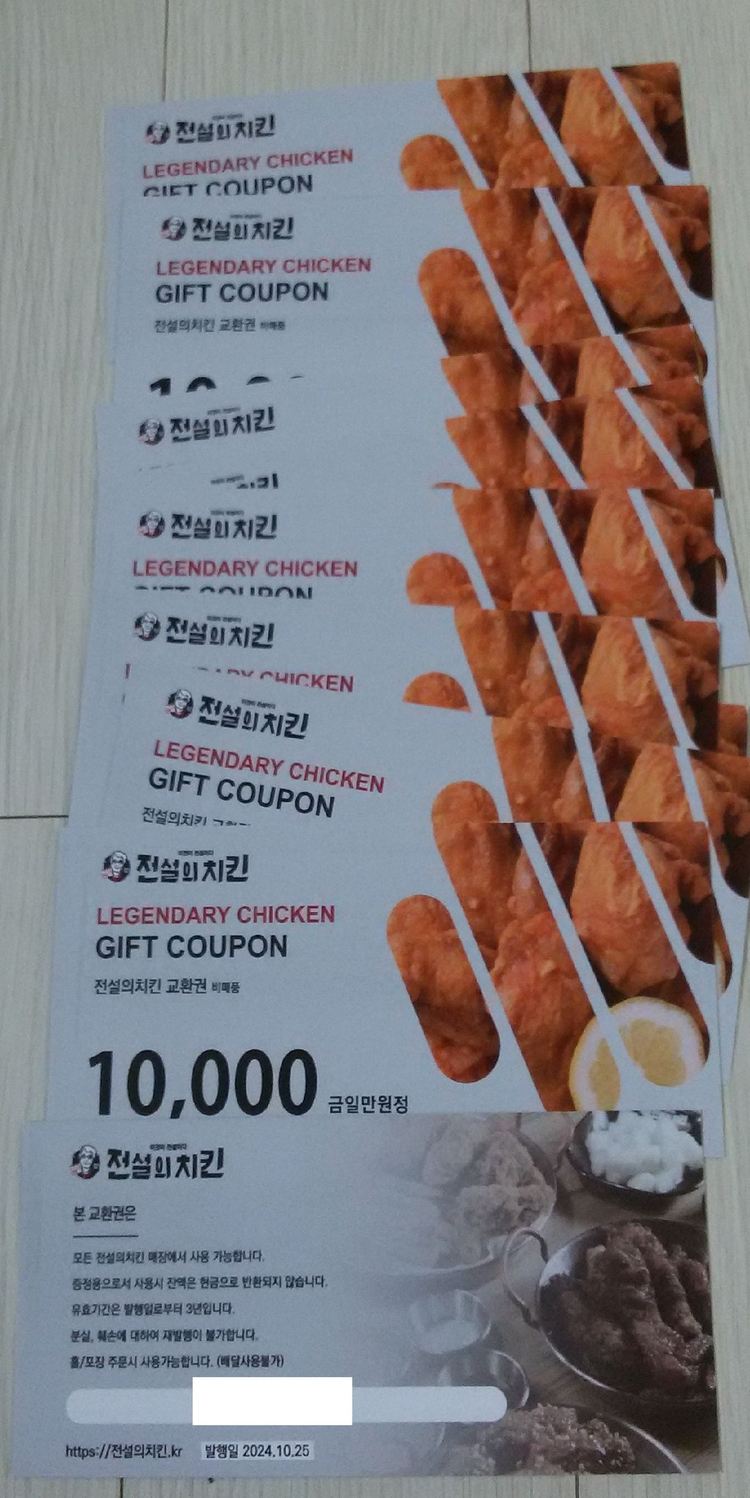 전설의치킨
LEGENDARY CHICKEN
GIFT COUPON
전설의치킨
LEGENDARY CHICKEN
GIFT COUPON
전설의치킨 교환권 비매품
전설의치킨
전설의치킨
LEGENDARY CHICKEN
GIFT COUPON
전설의치킨
LEGENDARY CHICKEN
전설의치킨
LEGENDARY CHICKEN
GIFT COUPON
전설의치킨
전설의치킨
LEGENDARY CHICKEN
GIFT COUPON
전설의치킨 교환권 비매품
10,000 금일만원정
전설의치킨
본 교환권은
모든 전설의치킨 매장에서 사용 가능합니다.
증정용으로서 사용시 잔액은 현금으로 반환되지 않습니다.
유효기간은 발행일로부터 3년입니다.
분실, 훼손에 대하여 재발행이 불가합니다.
홀/포장 주문시 사용가능합니다. (배달사용불가)
https://전설의치킨.kr 발행일 2024.10.25